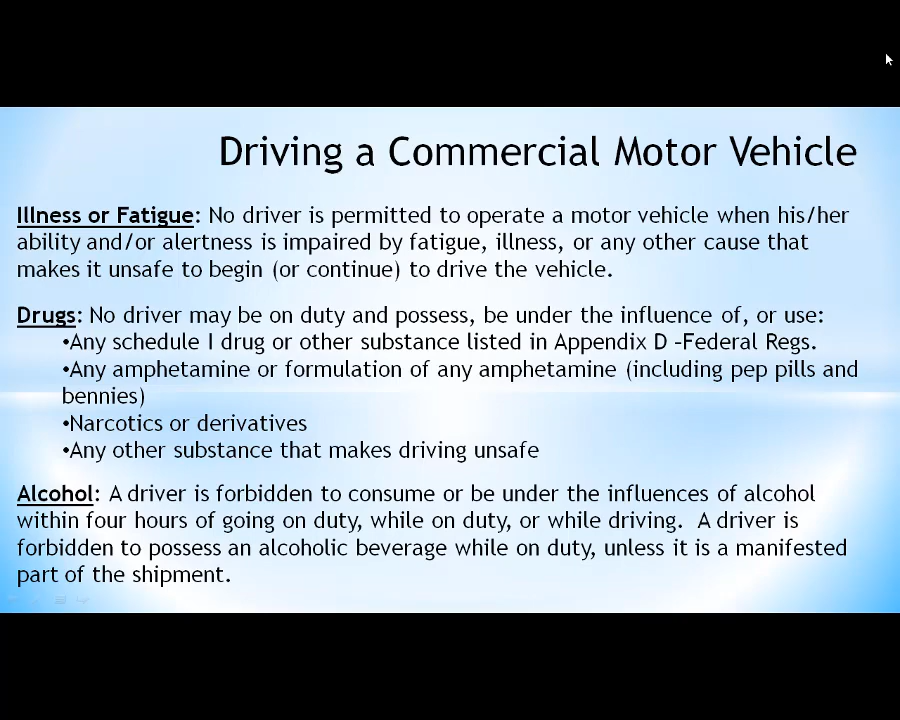 Driving a Commercial Motor Vehicle
Illness or Fatigue: No driver is permitted to operate a motor vehicle when his/her
ability and/or alertness is impaired by fatigue, illness, or any other cause that
makes it unsafe to begin (or continue) to drive the vehicle.
Drugs: No driver may be on duty and possess, be under the influence of, or use:
•Any schedule I drug or other substance listed in Appendix D –Federal Regs.
•Any amphetamine or formulation of any amphetamine (including pep pills and
bennies)
•Narcotics or derivatives
•Any other substance that makes driving unsafe
Alcohol: A driver is forbidden to consume or be under the influences of alcohol
within four hours of going on duty, while on duty, or while driving.  A driver is
forbidden to possess an alcoholic beverage while on duty, unless it is a manifested
part of the shipment.